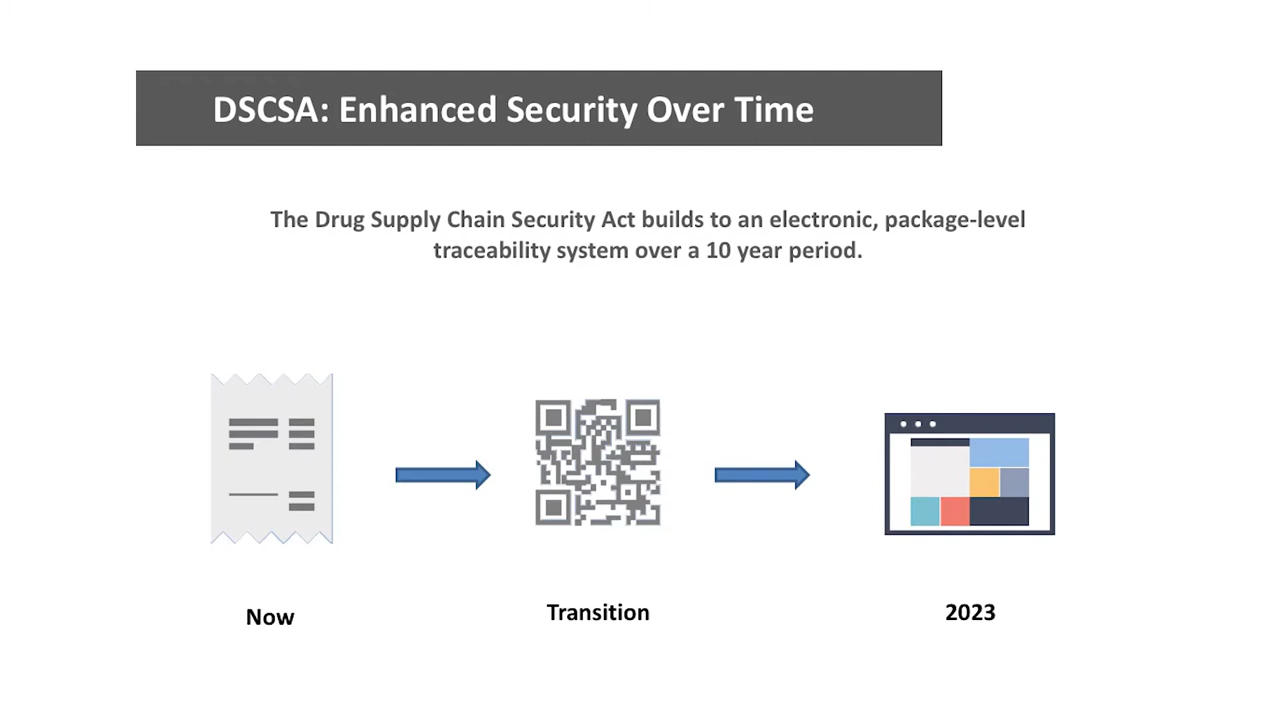 DSCSA: Enhanced Security Over Time
The Drug Supply Chain Security Act builds to an electronic, package-level
traceability system over a 10 year period.
Now
Transition
2023